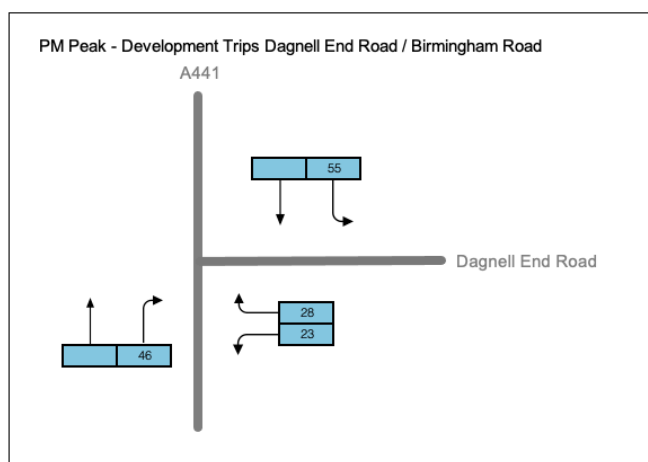 PM Peak - Development Trips Dagnell End Road / Birmingham Road
A441
55
Dagnell End Road
28
23
46